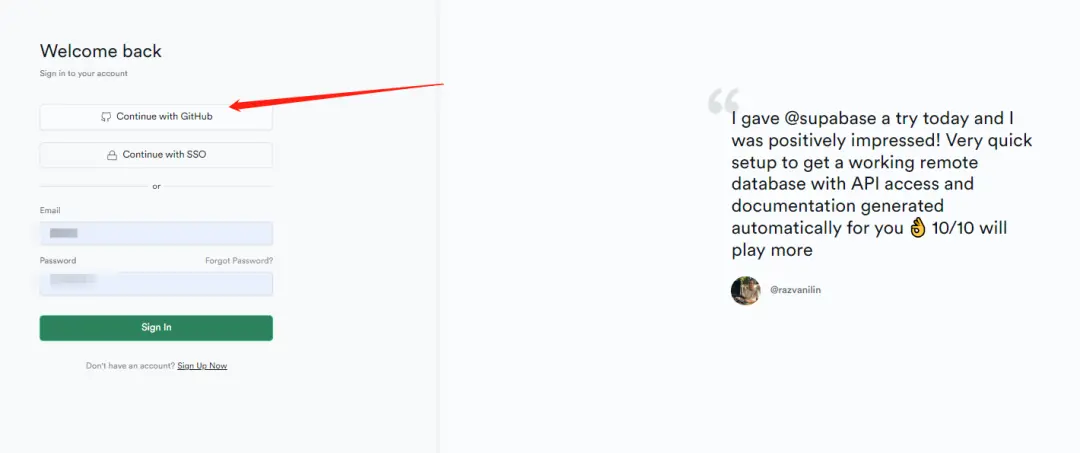 Welcome back
Sign in to your account
Continue with GitHub
Continue with SSO
or
Email
Password Forgot Password?
Sign In
Don't have an account? Sign Up Now
I gave @supabase a try today and I
was positively impressed! Very quick
setup to get a working remote
database with API access and
documentation generated
automatically for you 👌 10/10 will
play more
@razvanilin